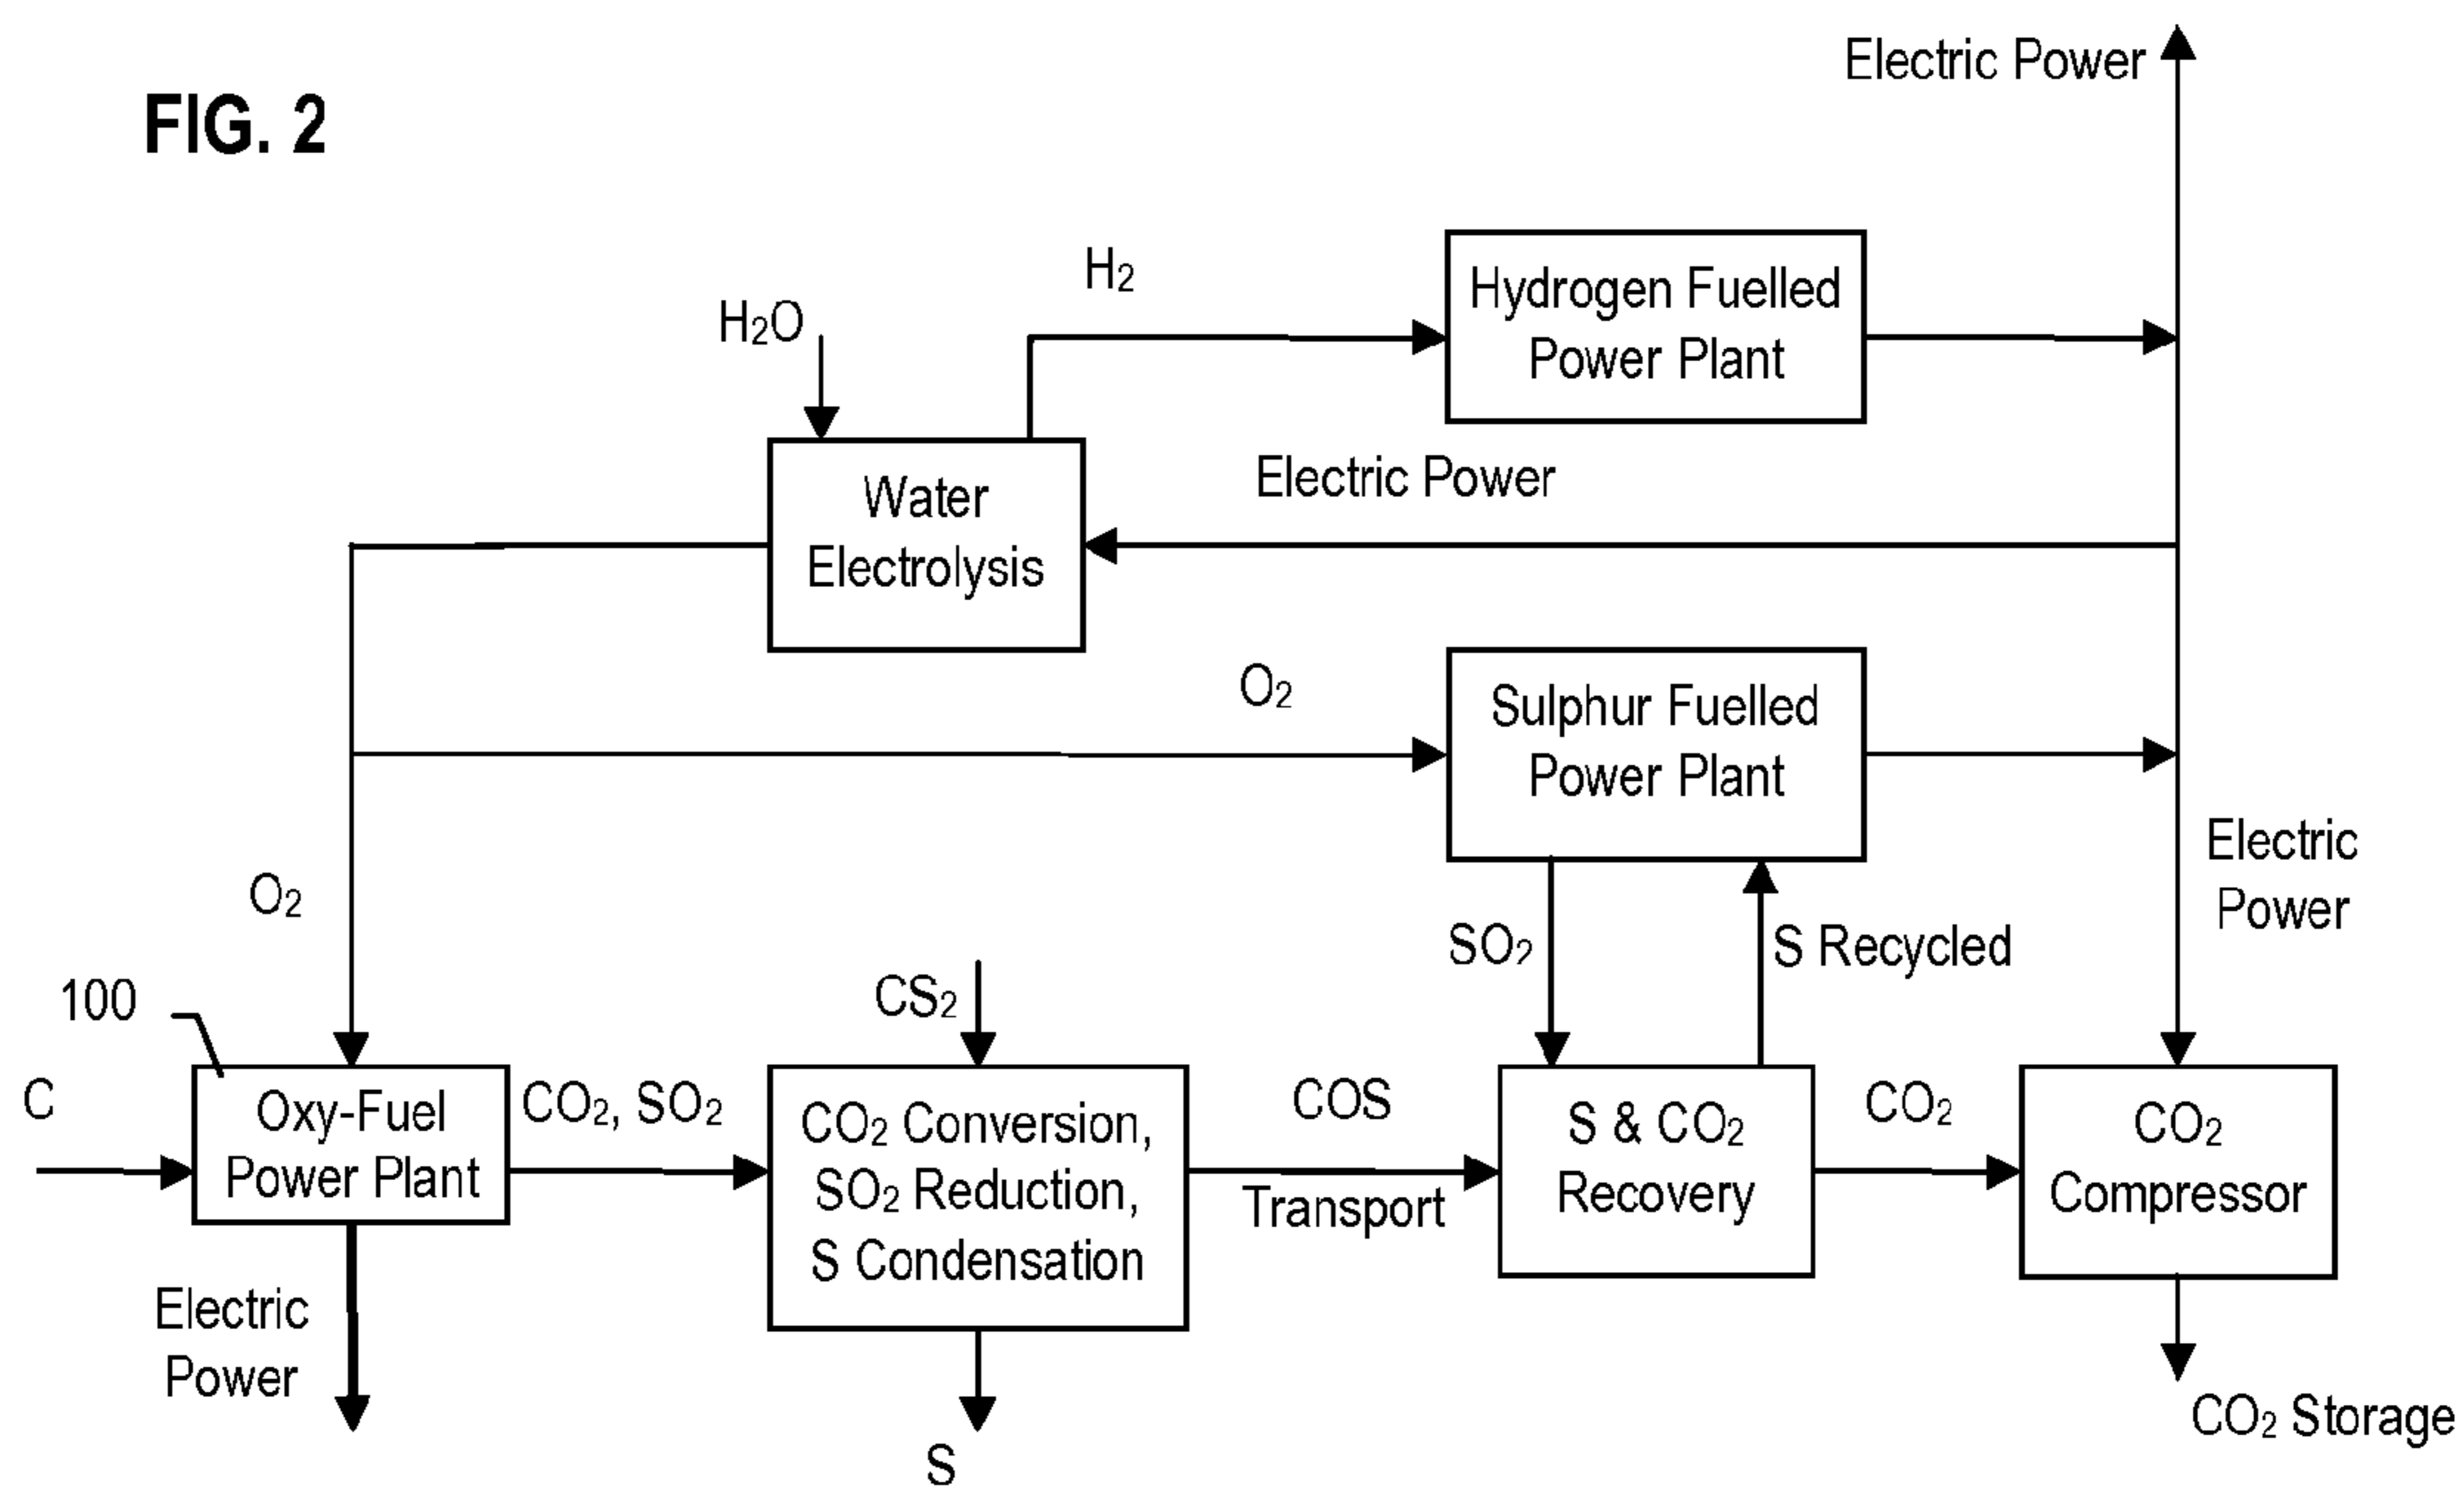 Electric Power
FIG. 2
H₂
Hydrogen Fuelled
Power Plant
H₂O
Electric Power
Water
Electrolysis
O₂
Sulphur Fuelled
Power Plant
Electric
Power
O₂
SO₂
S Recycled
100
CS₂
C
Oxy-Fuel
Power Plant
CO₂, SO₂
CO₂ Conversion,
SO₂ Reduction,
S Condensation
COS
Transport
S & CO₂
Recovery
CO₂
CO₂
Compressor
Electric
Power
S
CO₂ Storage